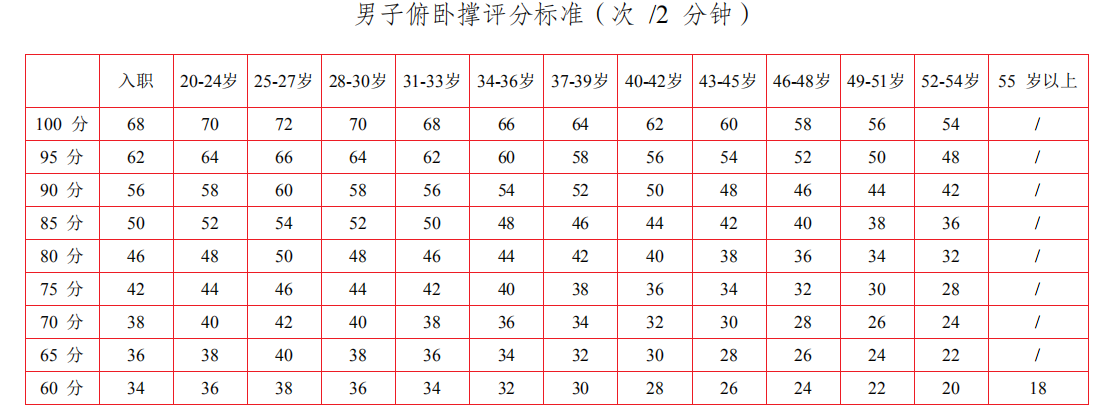 男子俯卧撑评分标准（次 /2 分钟）
入职 20-24岁 25-27岁 28-30岁 31-33岁 34-36岁 37-39岁 40-42岁 43-45岁 46-48岁 49-51岁 52-54岁 55 岁以上
100 分 68 70 72 70 68 66 64 62 60 58 56 54 /
95 分 62 64 66 64 62 60 58 56 54 52 50 48 /
90 分 56 58 60 58 56 54 52 50 48 46 44 42 /
85 分 50 52 54 52 50 48 46 44 42 40 38 36 /
80 分 46 48 50 48 46 44 42 40 38 36 34 32 /
75 分 42 44 46 44 42 40 38 36 34 32 30 28 /
70 分 38 40 42 40 38 36 34 32 30 28 26 24 /
65 分 36 38 40 38 36 34 32 30 28 26 24 22 /
60 分 34 36 38 36 34 32 30 28 26 24 22 20 18